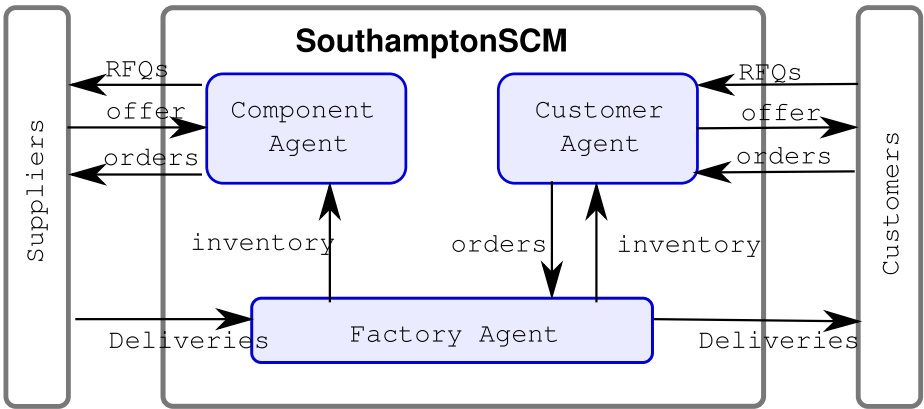 SouthamptonSCM
Suppliers
RFQs
offer
orders
Component
Agent
Customer
Agent
RFQs
offer
orders
Customers
inventory
orders
inventory
Deliveries
Factory Agent
Deliveries